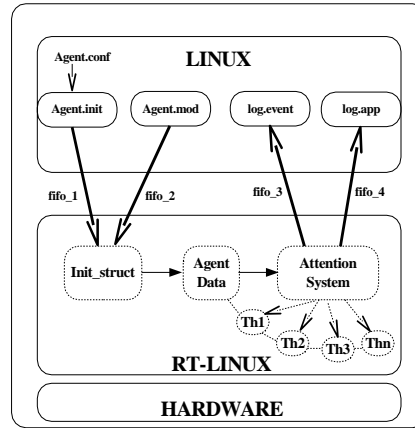 LINUX
Agent.conf
Agent.init
Agent.mod
log.event
log.app
fifo_1
fifo_2
fifo_3
fifo_4
Init_struct
Agent
Data
Attention
System
Th1
Th2
Th3
Thn
RT-LINUX
HARDWARE